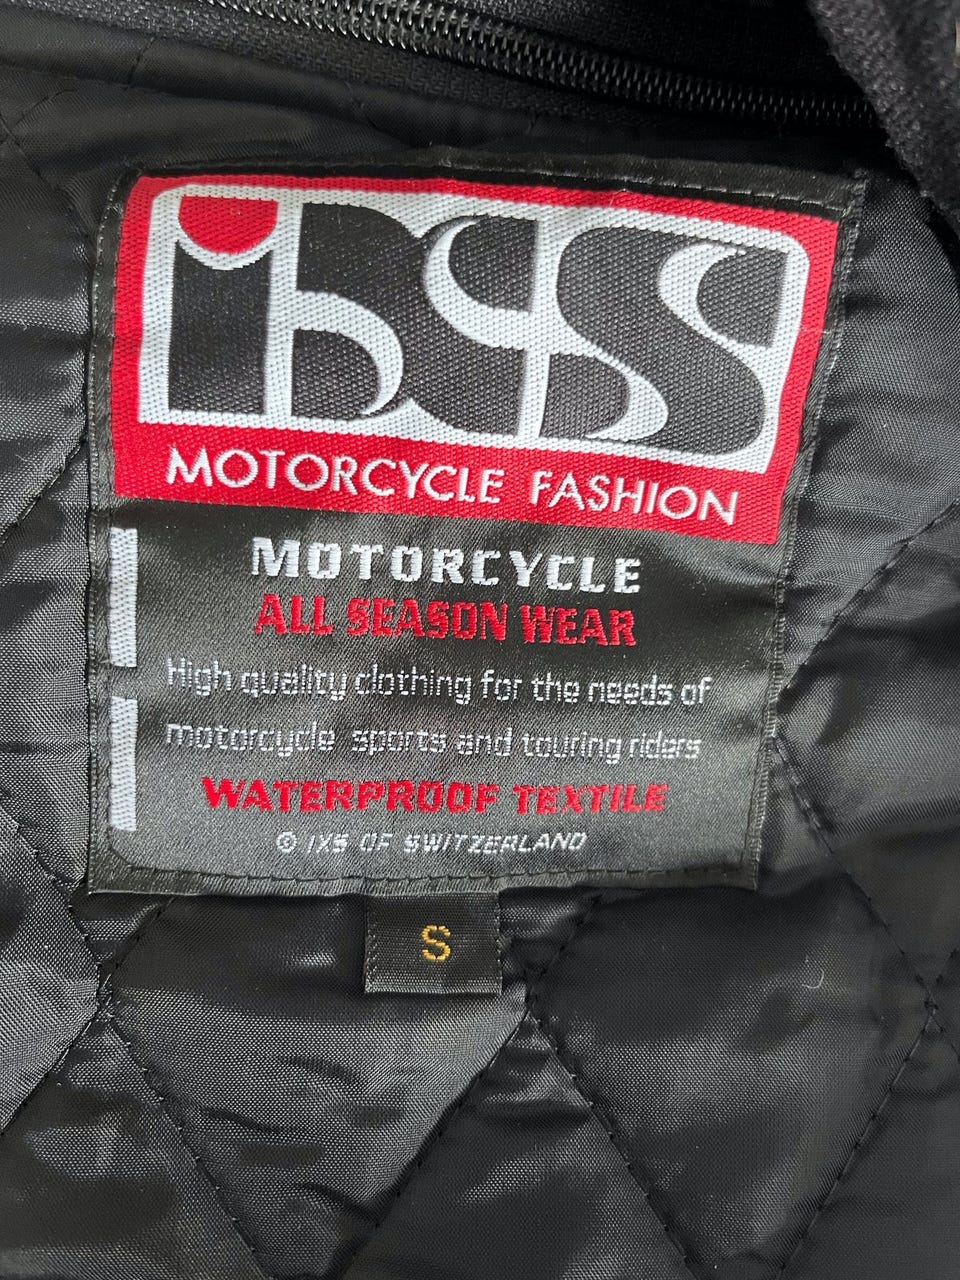 ixs
MOTORCYCLE FASHION
MOTORCYCLE
ALL SEASON WEAR
High quality clothing for the needs of
motorcycle sports and touring riders
WATERPROOF TEXTILE
© IXS OF SWITZERLAND
S